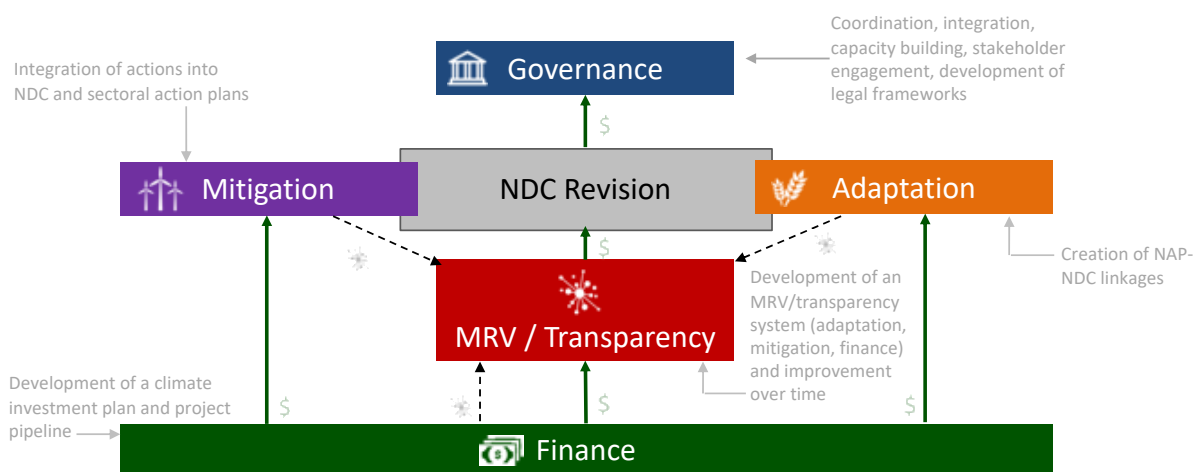 Coordination, integration,
capacity building, stakeholder
engagement, development of
legal frameworks
Governance
Integration of actions into
NDC and sectoral action plans
$
Mitigation
NDC Revision
Adaptation
$
Creation of NAP-
NDC linkages
MRV / Transparency
Development of an
MRV/transparency
system (adaptation,
mitigation, finance)
and improvement
over time
Development of a climate
investment plan and project
pipeline
$
$
$
$
Finance